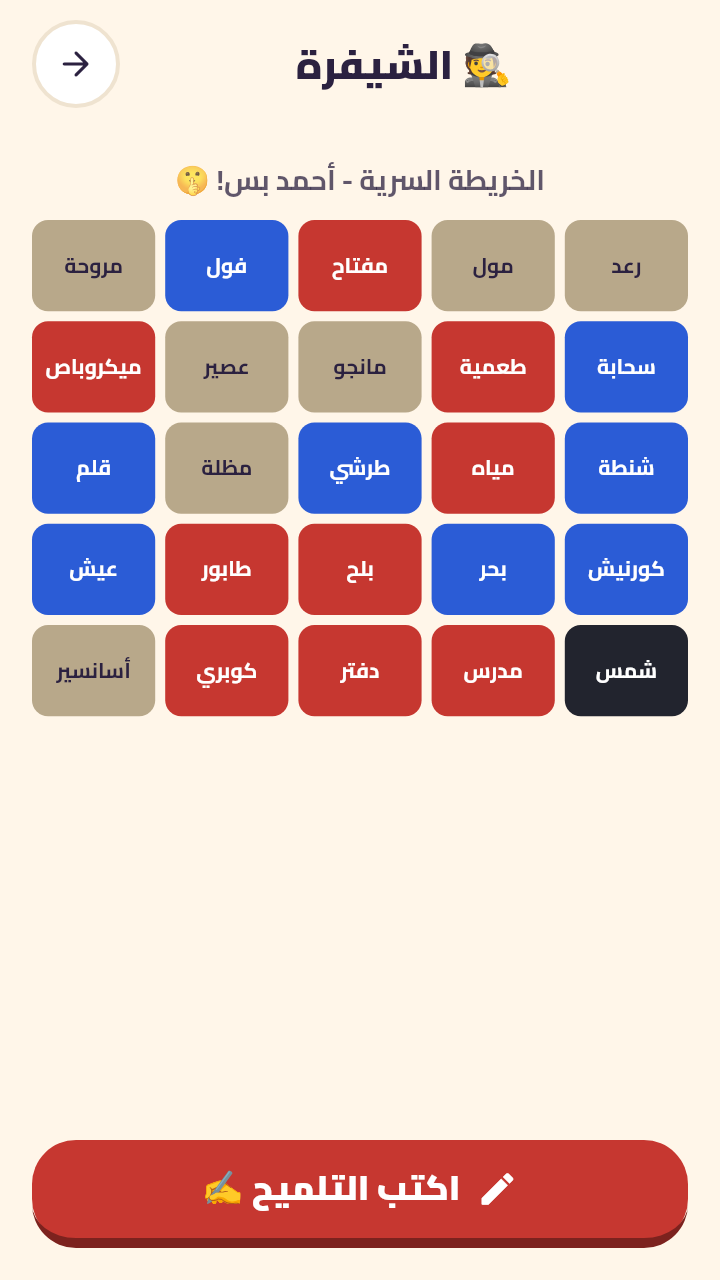 🕵️ الشيفرة
الخريطة السرية - أحمد بس! 🤫
رعد مول مفتاح فول مروحة
سحابة طعمية مانجو عصير ميكروباص
شنطة مياه طرشي مظلة قلم
كورنيش بحر بلح طابور عيش
شمس مدرس دفتر كوبري أسانسير
اكتب التلميح ✍️